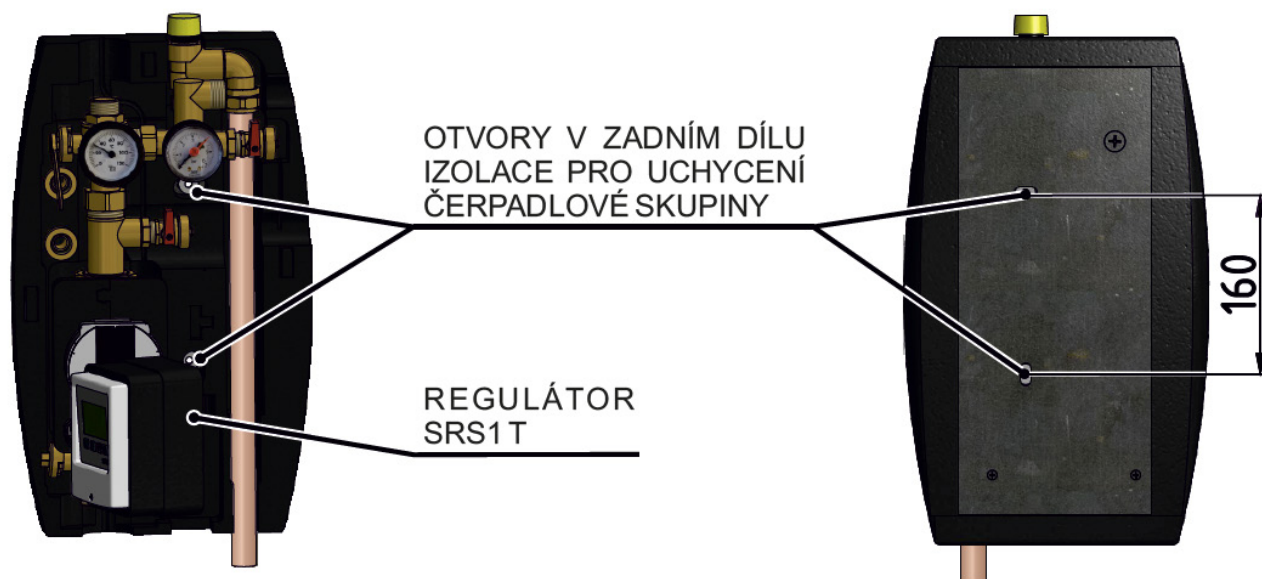 OTVORY V ZADNÍM DÍLU
IZOLACE PRO UCHYCENÍ
ČERPADLOVÉ SKUPINY
160
REGULÁTOR
SRS1 T